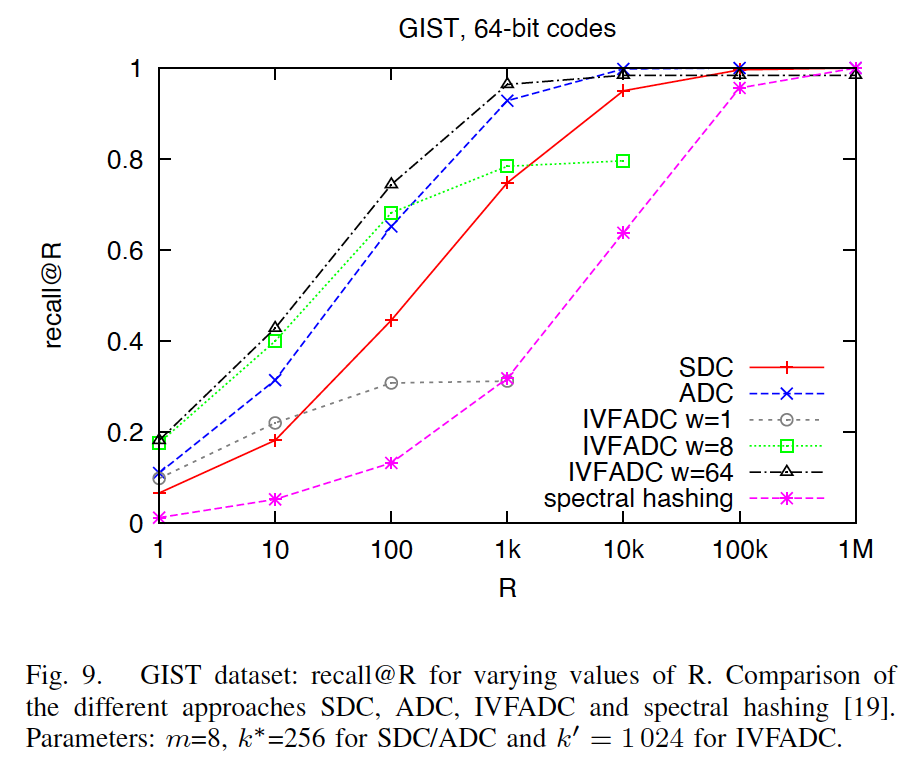 GIST, 64-bit codes
1
0.8
0.6
0.4
0.2
0
recall@R
SDC
ADC
IVFADC w=1
IVFADC w=8
IVFADC w=64
spectral hashing
1 10 100 1k 10k 100k 1M
R
Fig. 9. GIST dataset: recall@R for varying values of R. Comparison of
the different approaches SDC, ADC, IVFADC and spectral hashing [19].
Parameters: m=8, k*=256 for SDC/ADC and k′ = 1 024 for IVFADC.